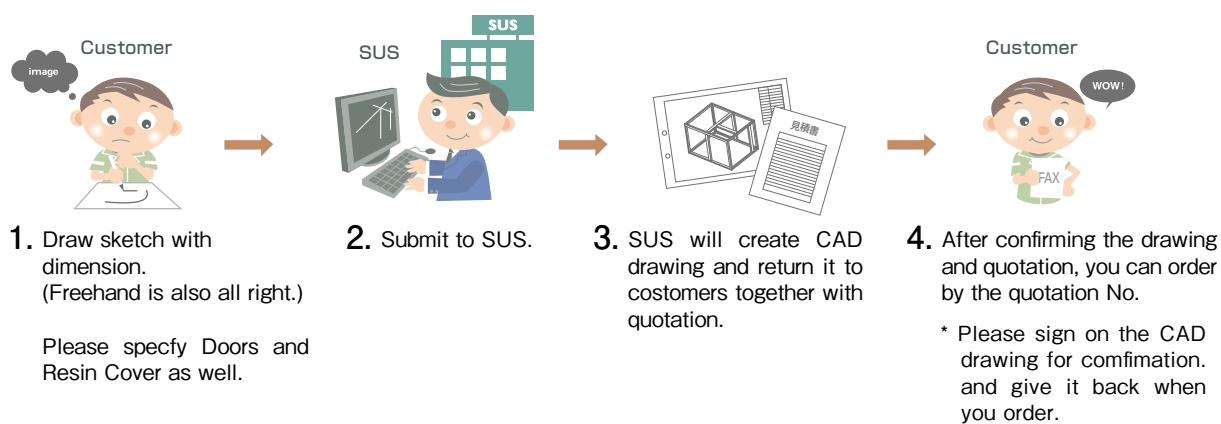 Customer
image
1. Draw sketch with
dimension.
(Freehand is also all right.)
Please specfy Doors and
Resin Cover as well.
SUS
SUS
2. Submit to SUS.
見積書
3. SUS will create CAD
drawing and return it to
costomers together with
quotation.
Customer
WOW!
FAX
4. After confirming the drawing
and quotation, you can order
by the quotation No.
* Please sign on the CAD
drawing for comfimation.
and give it back when
you order.